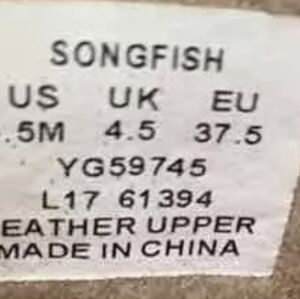 SONGFISH
US UK EU
.5M 4.5 37.5
YG59745
L17 61394
EATHER UPPER
MADE IN CHINA